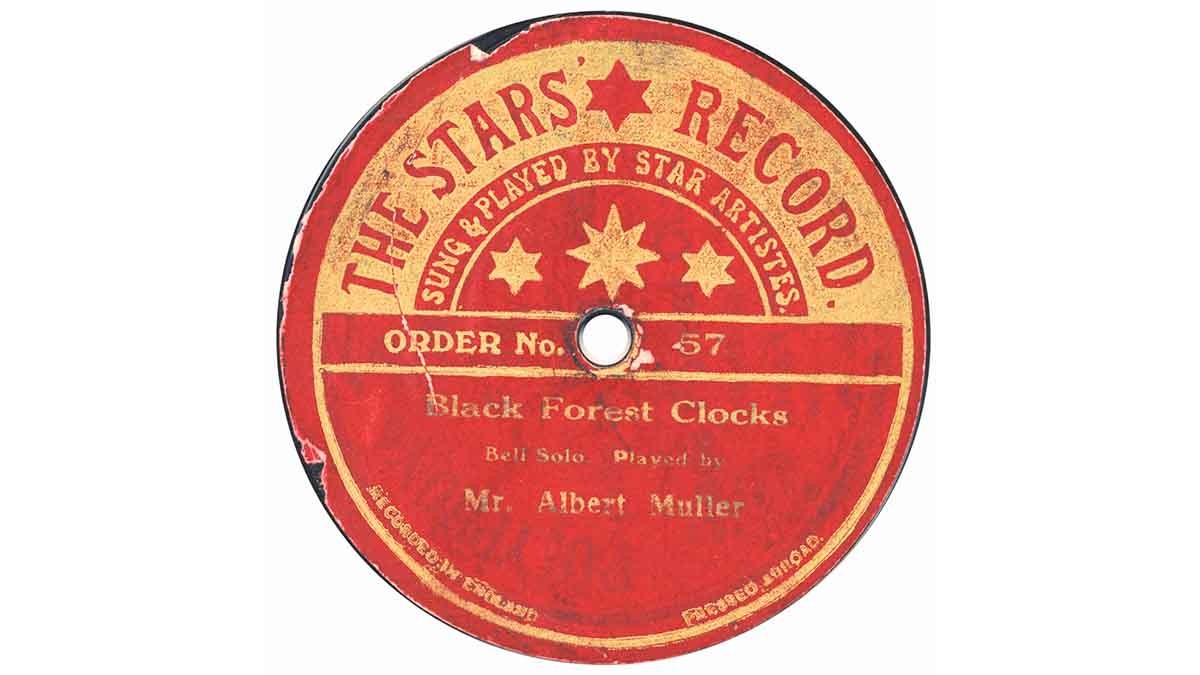 THE STARS' RECORD.
SUNG & PLAYED BY STAR ARTISTES.
ORDER No. 57
Black Forest Clocks
Bell Solo. Played by
Mr. Albert Muller
RECORDED IN ENGLAND
PRESSED ABROAD.